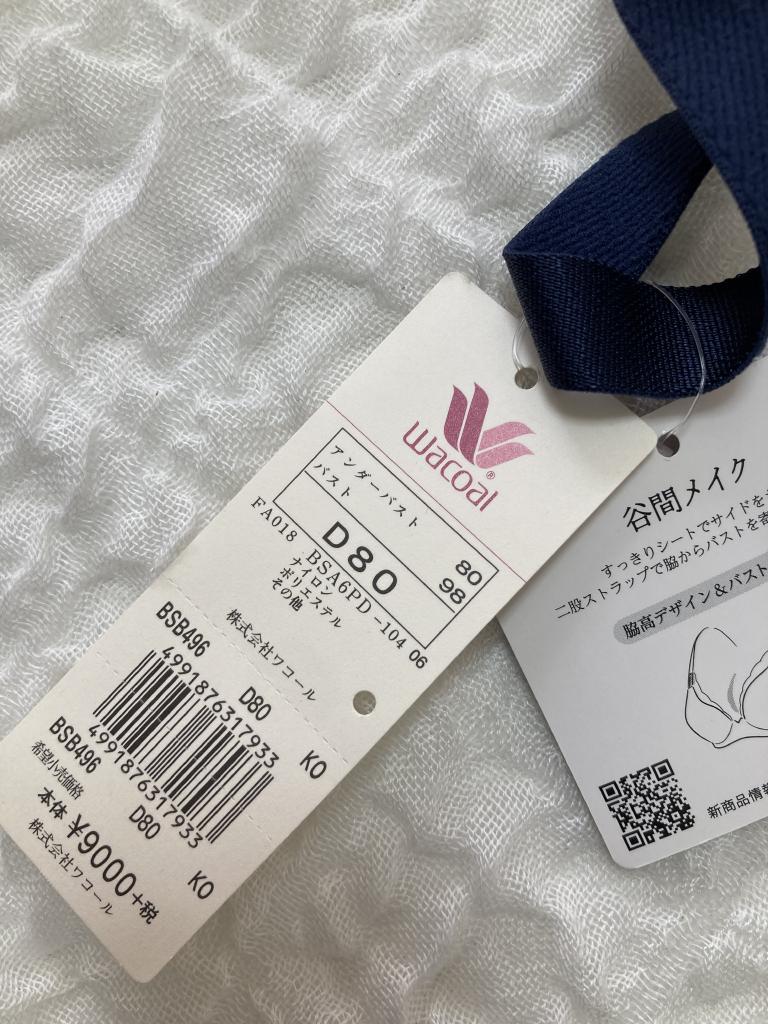 wacoal®
アンダーバスト 80
バスト 98
D80
FA018 BSA6PD -104 06
ナイロン
ポリエステル
その他
株式会社ワコール
BSB496 D80 KO
4991876317933
4991876317933
BSB496 D80 KO
希望小売価格
本体 ¥9000+税
株式会社ワコール
谷間メイク
すっきりシートでサイドを
二股ストラップで脇からバストを寄
脇高デザイン&バスト
新商品情報